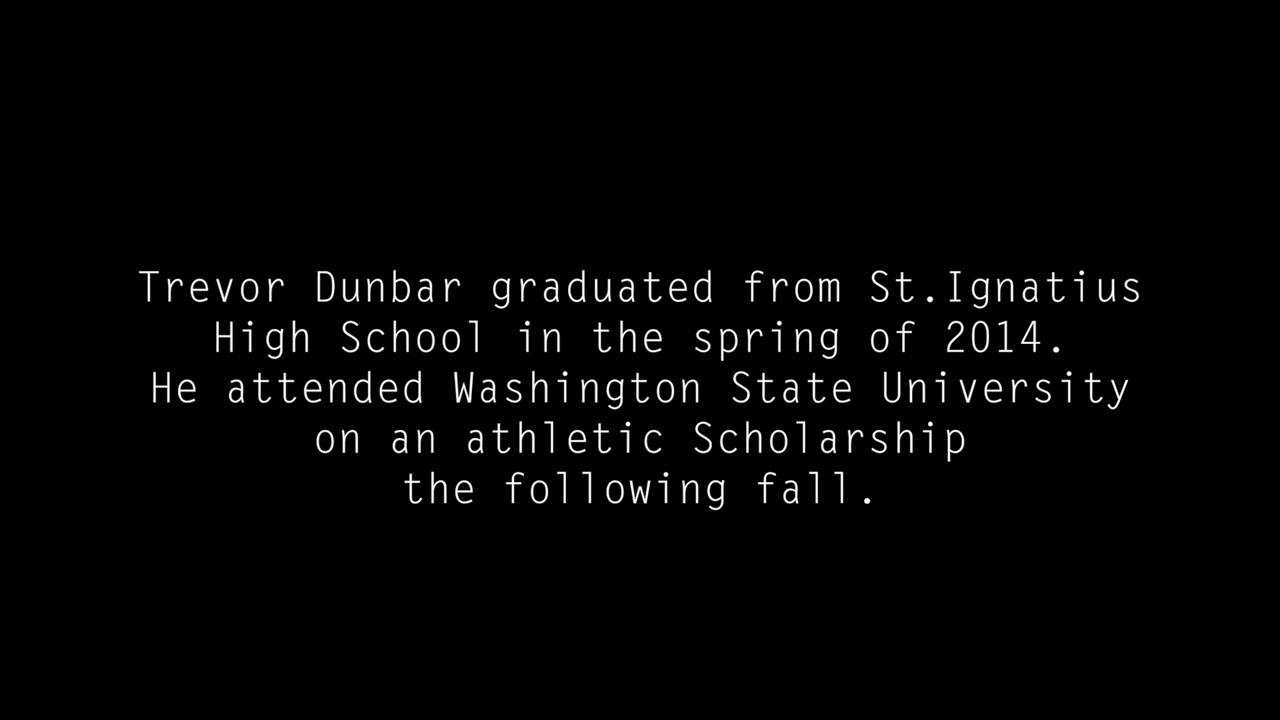 Trevor Dunbar graduated from St.Ignatius
High School in the spring of 2014.
He attended Washington State University
on an athletic Scholarship
the following fall.